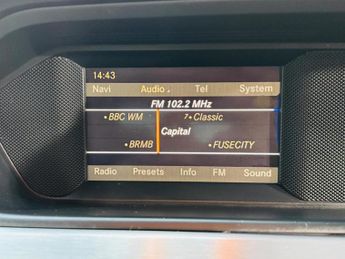 14:43
Navi Audio Tel System
FM 102.2 MHz
BBC WM 7 Classic
Capital
BRMB FUSECITY
Radio Presets Info FM Sound